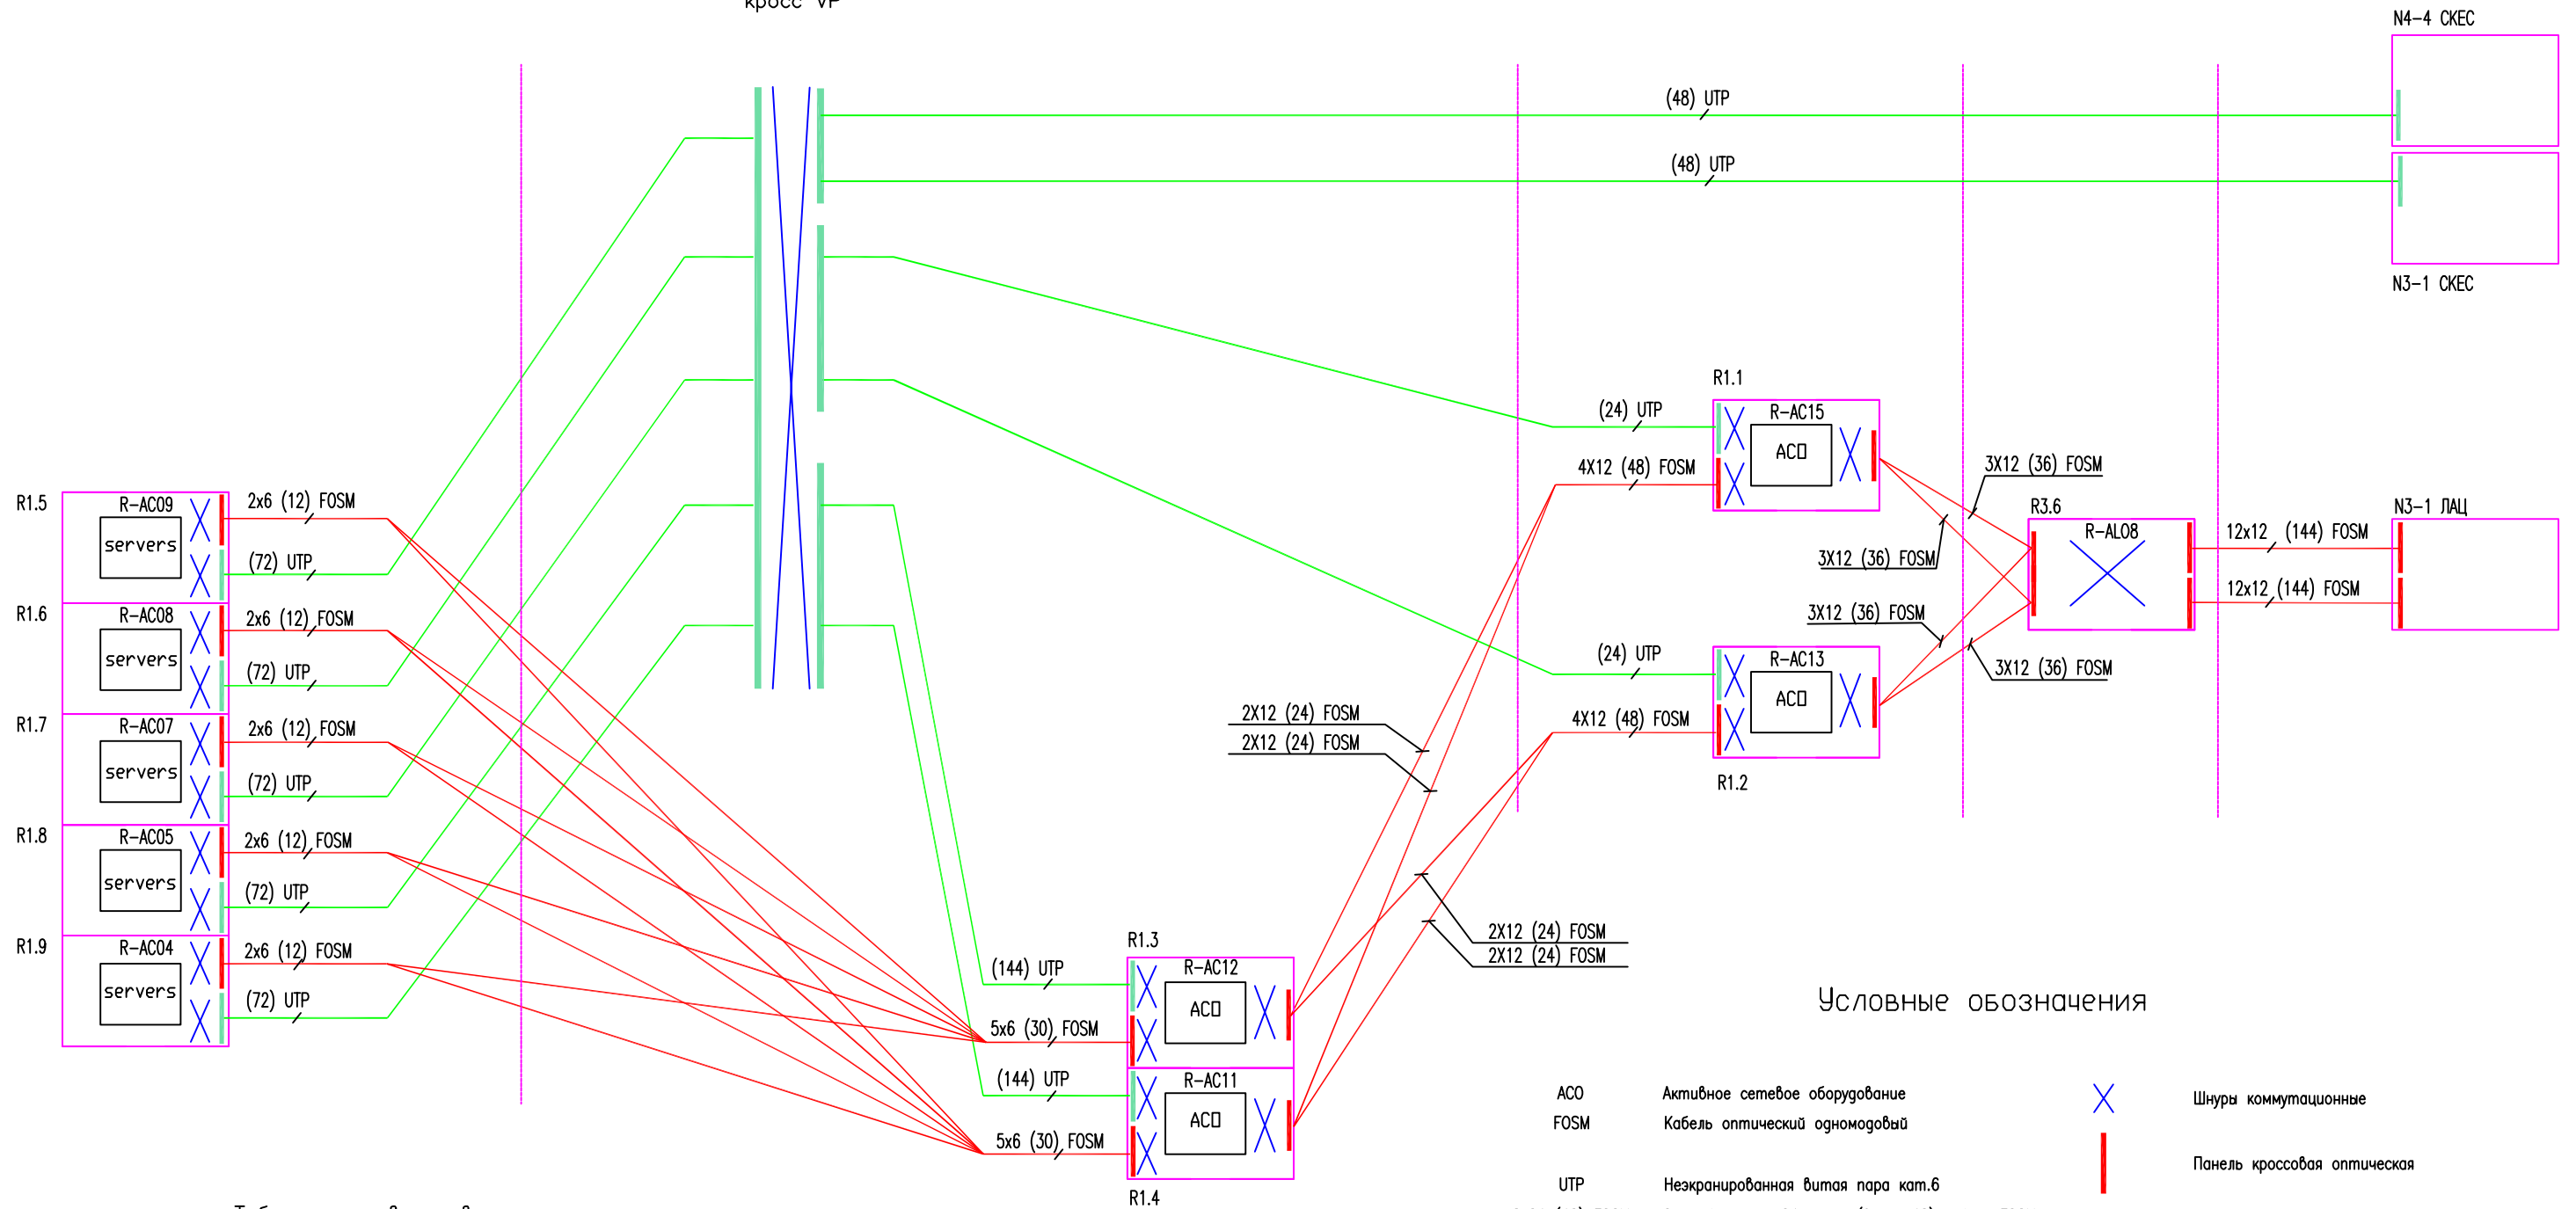 кросс VP
N4-4 СКЕС
(48) UTP
(48) UTP
N3-1 СКЕС
R1.1
(24) UTP
R-AC15
АСО
4X12 (48) FOSM
3X12 (36) FOSM
3X12 (36) FOSM
R3.6
R-AL08
N3-1 ЛАЦ
12x12 (144) FOSM
12x12 (144) FOSM
3X12 (36) FOSM
3X12 (36) FOSM
(24) UTP
R-AC13
АСО
4X12 (48) FOSM
R1.2
R1.5
R-AC09
servers
2x6 (12) FOSM
(72) UTP
R1.6
R-AC08
servers
2x6 (12) FOSM
(72) UTP
R1.7
R-AC07
servers
2x6 (12) FOSM
(72) UTP
R1.8
R-AC05
servers
2x6 (12) FOSM
(72) UTP
R1.9
R-AC04
servers
2x6 (12) FOSM
(72) UTP
2X12 (24) FOSM
2X12 (24) FOSM
2X12 (24) FOSM
2X12 (24) FOSM
R1.3
(144) UTP
R-AC12
АСО
5x6 (30) FOSM
(144) UTP
R-AC11
АСО
5x6 (30) FOSM
R1.4
Условные обозначения
АСО Активное сетевое оборудование
FOSM Кабель оптический одномодовый
UTP Неэкранированная витая пара кат.6
Шнуры коммутационные
Панель кроссовая оптическая